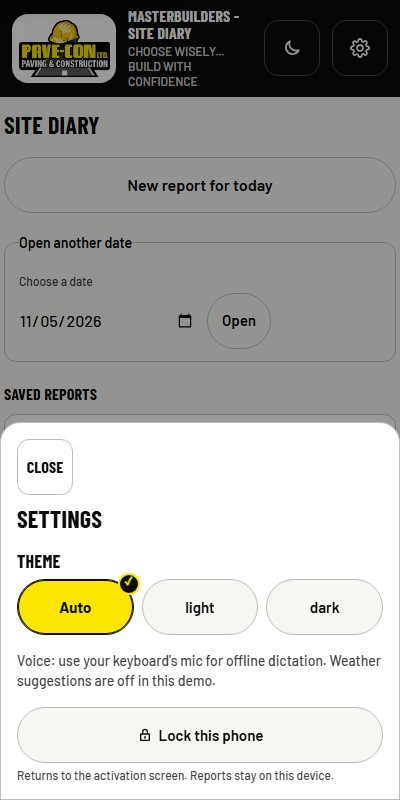 PAVE-CON LTD.
PAVING & CONSTRUCTION
MASTERBUILDERS -
SITE DIARY
CHOOSE WISELY...
BUILD WITH
CONFIDENCE
SITE DIARY
New report for today
Open another date
Choose a date
11/05/2026
Open
SAVED REPORTS
CLOSE
SETTINGS
THEME
Auto
light
dark
Voice: use your keyboard's mic for offline dictation. Weather
suggestions are off in this demo.
Lock this phone
Returns to the activation screen. Reports stay on this device.